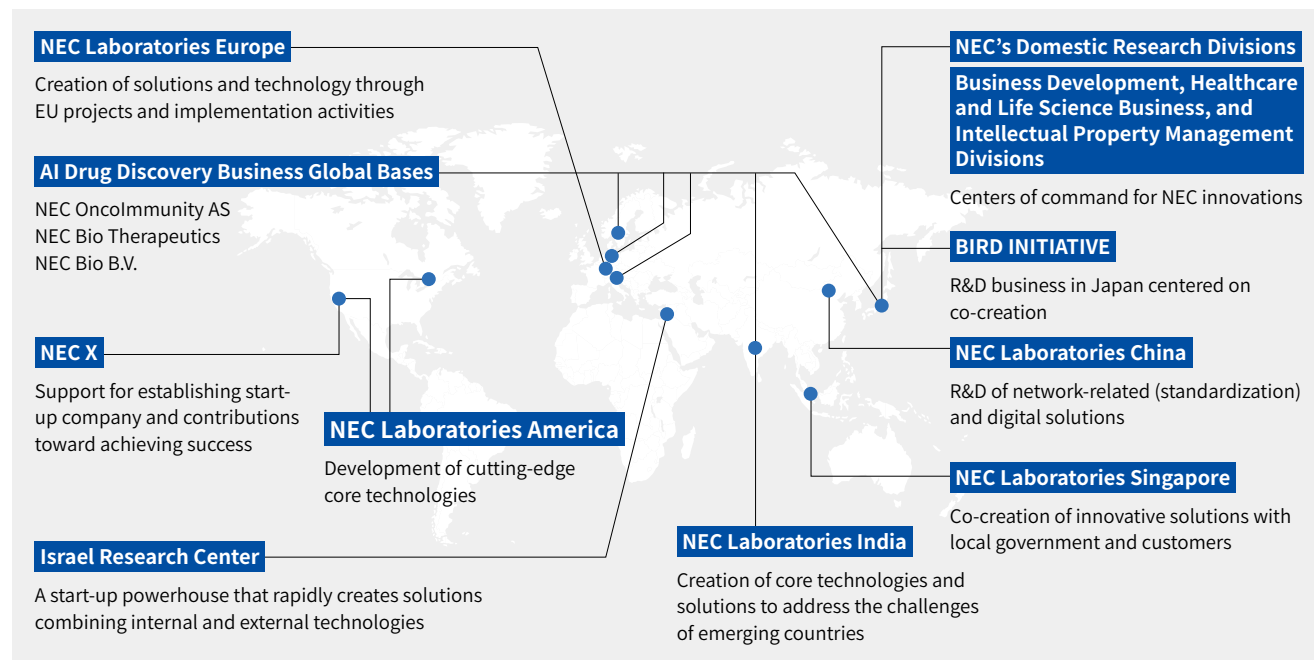 NEC Laboratories Europe
Creation of solutions and technology through
EU projects and implementation activities
AI Drug Discovery Business Global Bases
NEC OncoImmunity AS
NEC Bio Therapeutics
NEC Bio B.V.
NEC X
Support for establishing start-
up company and contributions
toward achieving success
NEC Laboratories America
Development of cutting-edge
core technologies
Israel Research Center
A start-up powerhouse that rapidly creates solutions
combining internal and external technologies
NEC Laboratories India
Creation of core technologies and
solutions to address the challenges
of emerging countries
NEC’s Domestic Research Divisions
Business Development, Healthcare
and Life Science Business, and
Intellectual Property Management
Divisions
Centers of command for NEC innovations
BIRD INITIATIVE
R&D business in Japan centered on
co-creation
NEC Laboratories China
R&D of network-related (standardization)
and digital solutions
NEC Laboratories Singapore
Co-creation of innovative solutions with
local government and customers